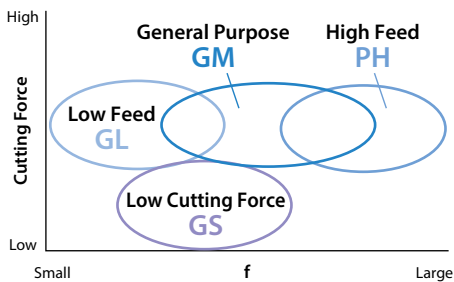 High
General Purpose
GM
High Feed
PH
Low Feed
GL
Cutting Force
Low Cutting Force
GS
Low
Small
f
Large